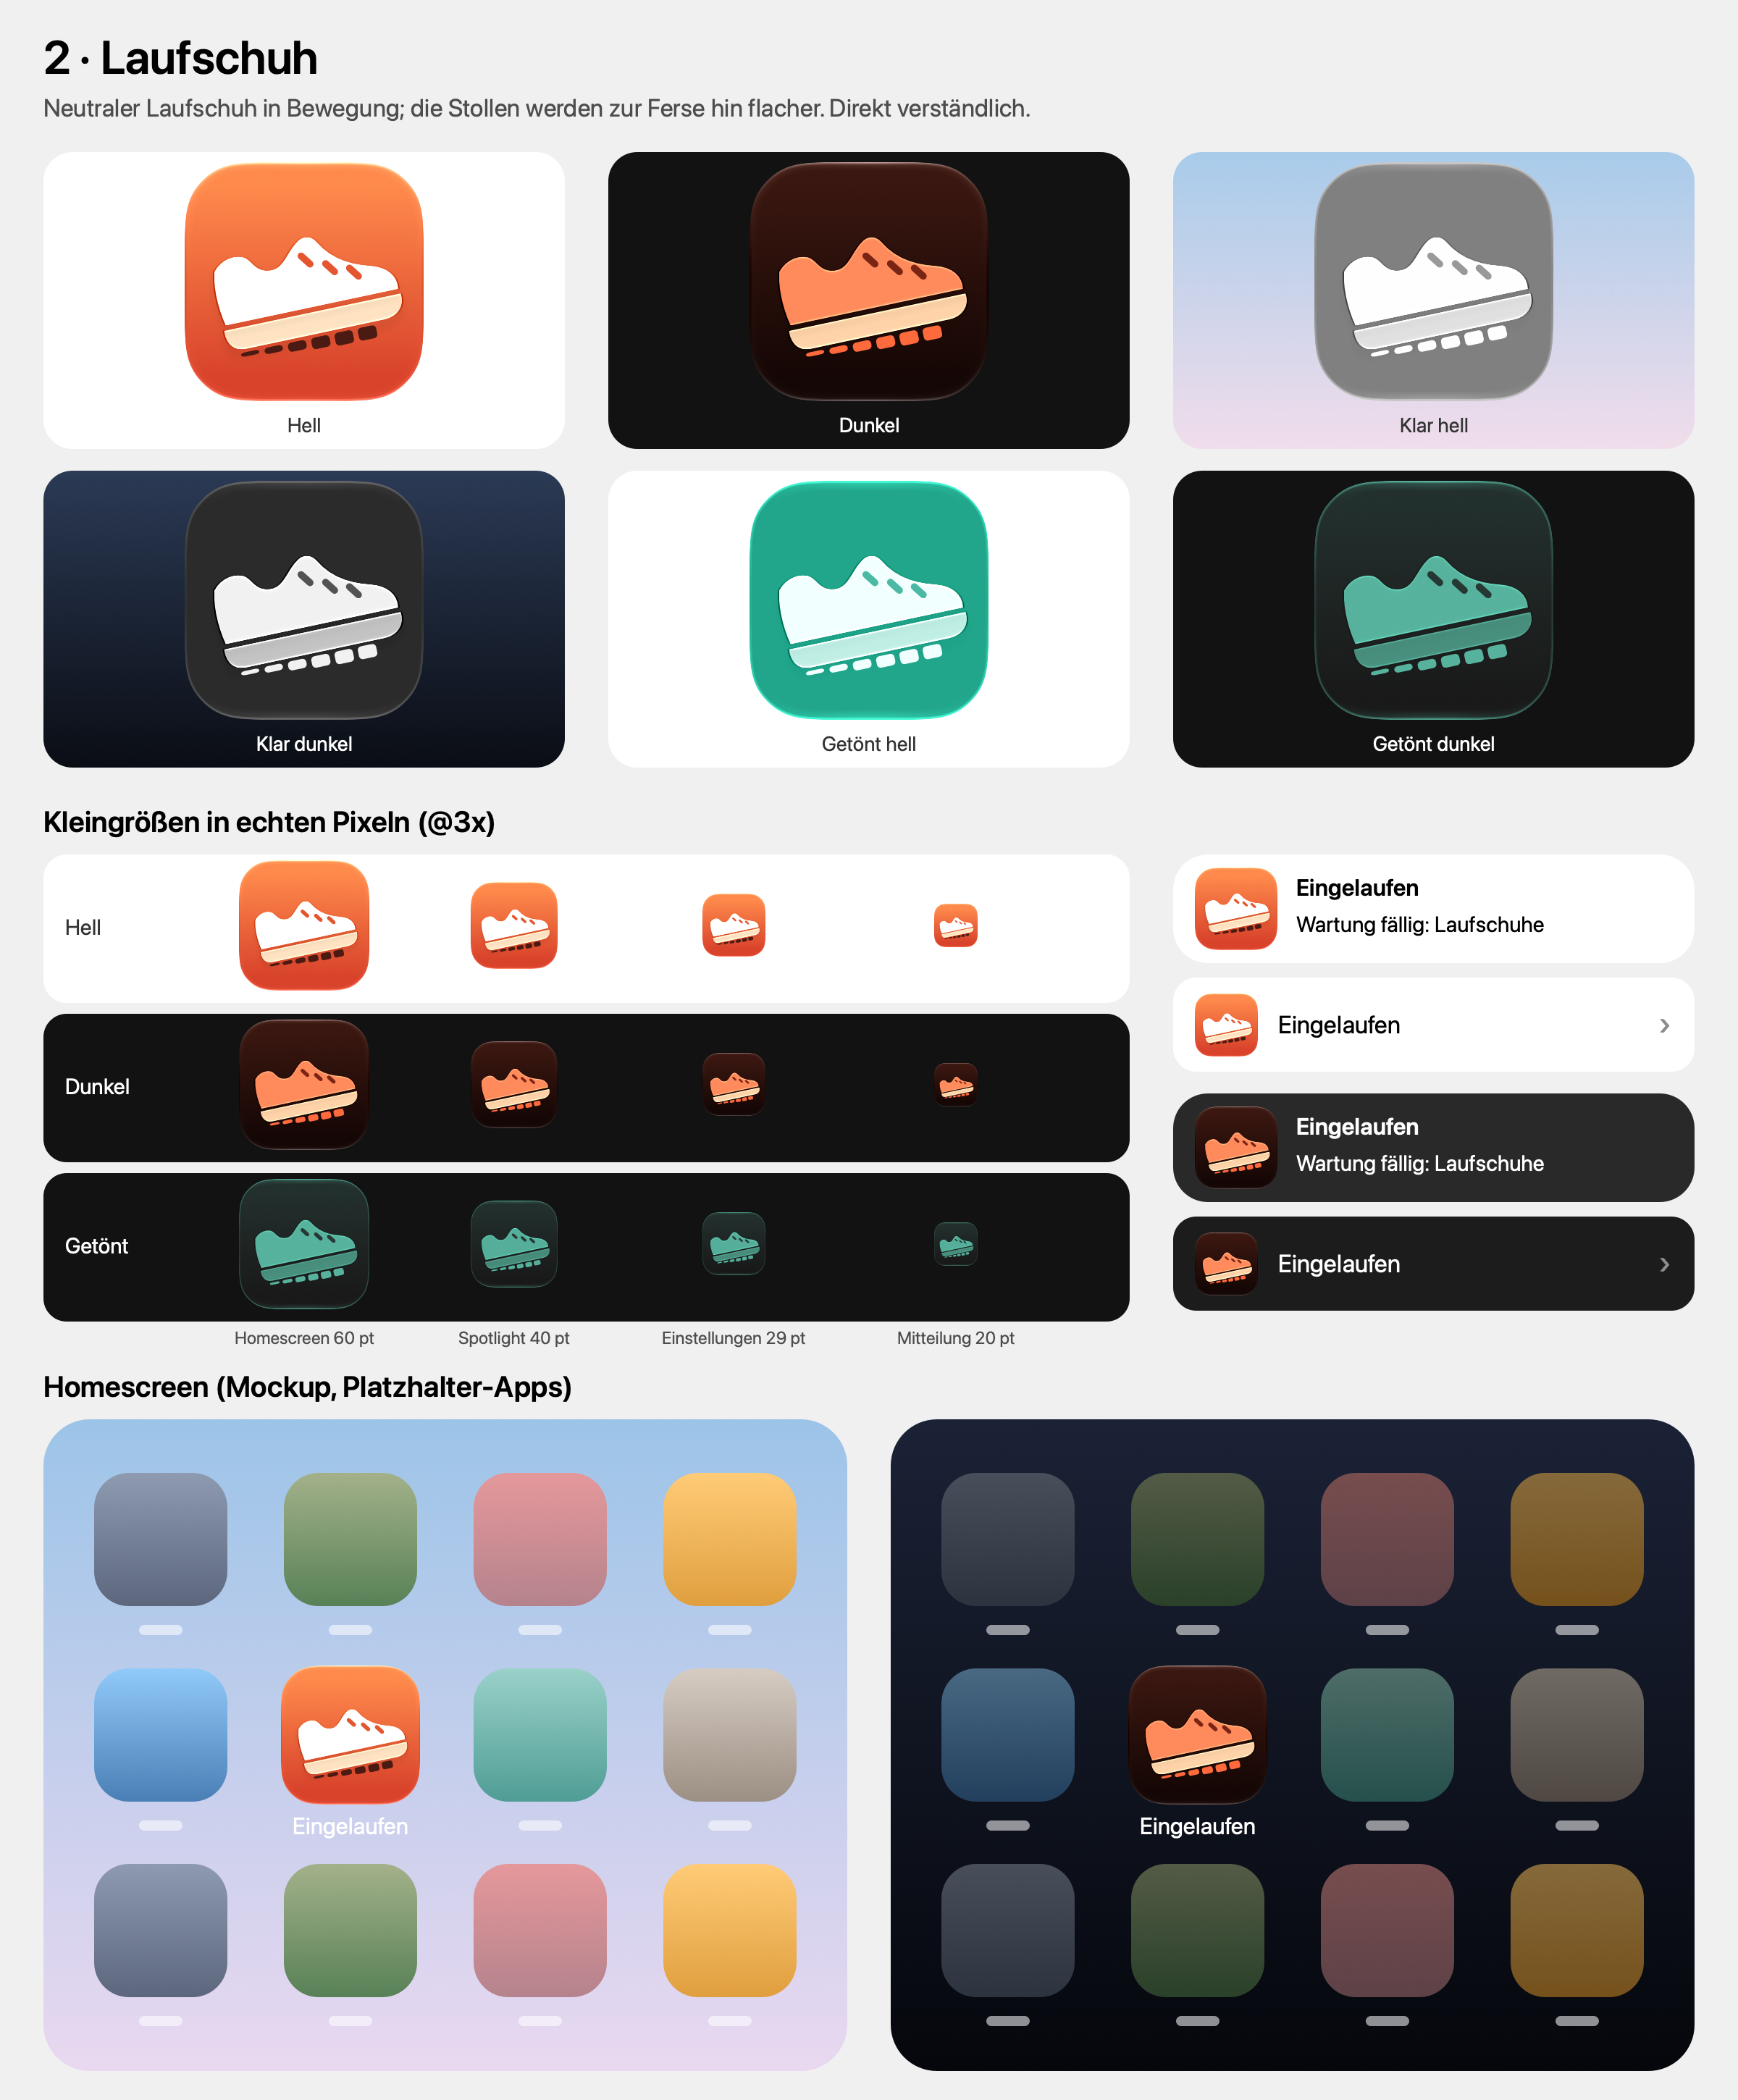 2 · Laufschuh
Neutraler Laufschuh in Bewegung; die Stollen werden zur Ferse hin flacher. Direkt verständlich.
Hell
Dunkel
Klar hell
Klar dunkel
Getönt hell
Getönt dunkel
Kleingrößen in echten Pixeln (@3x)
Hell
Dunkel
Getönt
Homescreen 60 pt
Spotlight 40 pt
Einstellungen 29 pt
Mitteilung 20 pt
Eingelaufen
Wartung fällig: Laufschuhe
Eingelaufen
Eingelaufen
Wartung fällig: Laufschuhe
Eingelaufen
Homescreen (Mockup, Platzhalter-Apps)
Eingelaufen
Eingelaufen